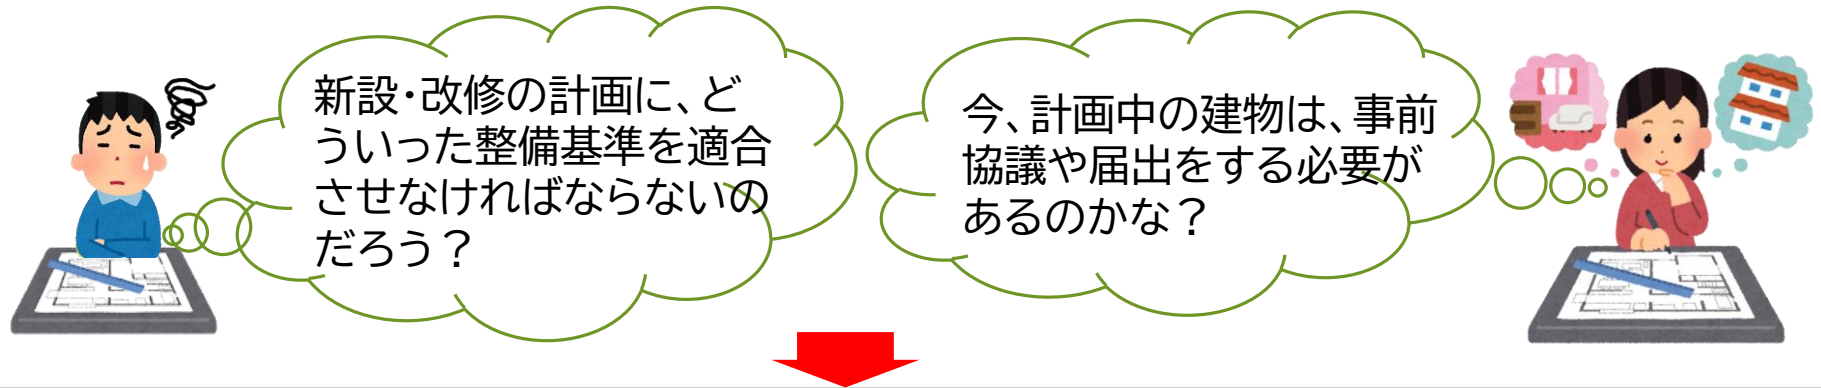 新設・改修の計画に、ど
ういった整備基準を適合
させなければならないの
だろう？
今、計画中の建物は、事前
協議や届出をする必要が
あるのかな？